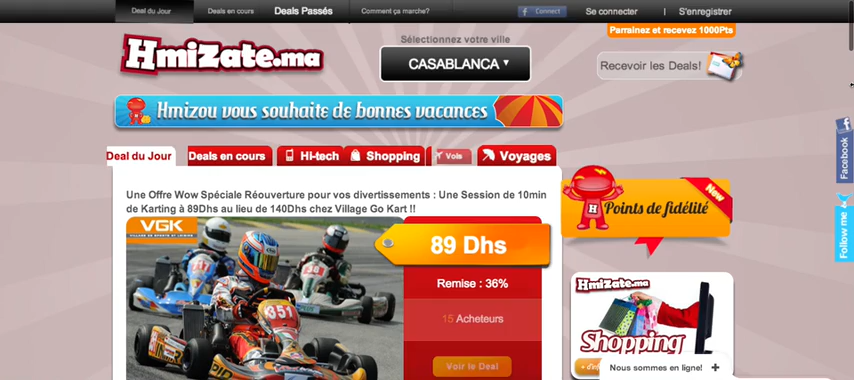 Deal du Jour Deals en cours Deals Passés Comment ça marche? Connect Se connecter | S'enregistrer
Parrainez et recevez 1000Pts
HmiZate.ma
Sélectionnez votre ville
CASABLANCA
Recevoir les Deals!
Hmizou vous souhaite de bonnes vacances
Deal du Jour Deals en cours Hi-tech Shopping Vols Voyages
Facebook
Follow me
Une Offre Wow Spéciale Réouverture pour vos divertissements : Une Session de 10min
de Karting à 89Dhs au lieu de 140Dhs chez Village Go Kart !!
New
H
Points de fidélité
VGK
89 Dhs
Remise : 36%
15 Acheteurs
Voir le Deal
351
HmiZate.ma
Shopping
Nous sommes en ligne! +